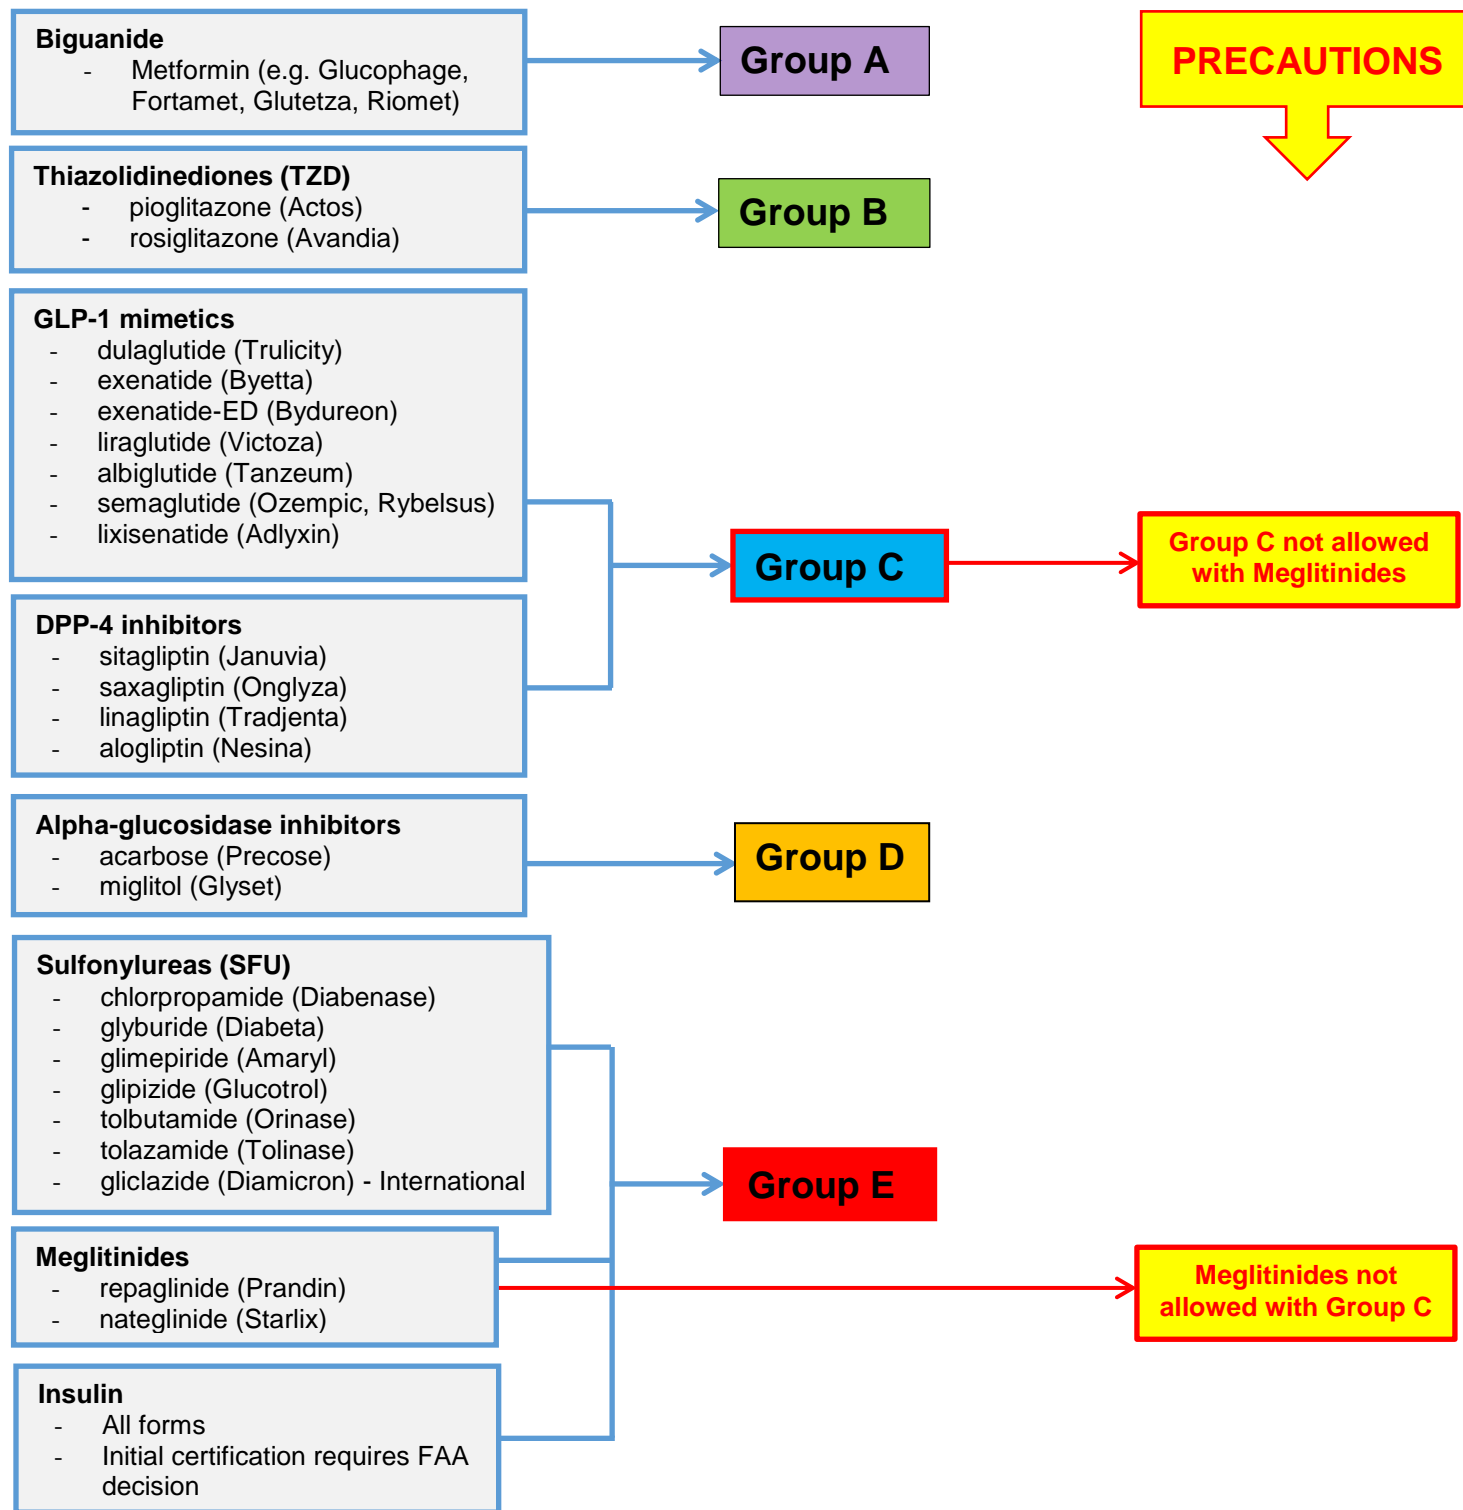 Biguanide
- Metformin (e.g. Glucophage,
Fortamet, Glutetza, Riomet)
Group A
PRECAUTIONS
Thiazolidinediones (TZD)
- pioglitazone (Actos)
- rosiglitazone (Avandia)
Group B
GLP-1 mimetics
- dulaglutide (Trulicity)
- exenatide (Byetta)
- exenatide-ED (Bydureon)
- liraglutide (Victoza)
- albiglutide (Tanzeum)
- semaglutide (Ozempic, Rybelsus)
- lixisenatide (Adlyxin)
Group C
Group C not allowed
with Meglitinides
DPP-4 inhibitors
- sitagliptin (Januvia)
- saxagliptin (Onglyza)
- linagliptin (Tradjenta)
- alogliptin (Nesina)
Alpha-glucosidase inhibitors
- acarbose (Precose)
- miglitol (Glyset)
Group D
Sulfonylureas (SFU)
- chlorpropamide (Diabenase)
- glyburide (Diabeta)
- glimepiride (Amaryl)
- glipizide (Glucotrol)
- tolbutamide (Orinase)
- tolazamide (Tolinase)
- gliclazide (Diamicron) - International
Group E
Meglitinides
- repaglinide (Prandin)
- nateglinide (Starlix)
Meglitinides not
allowed with Group C
Insulin
- All forms
- Initial certification requires FAA
decision